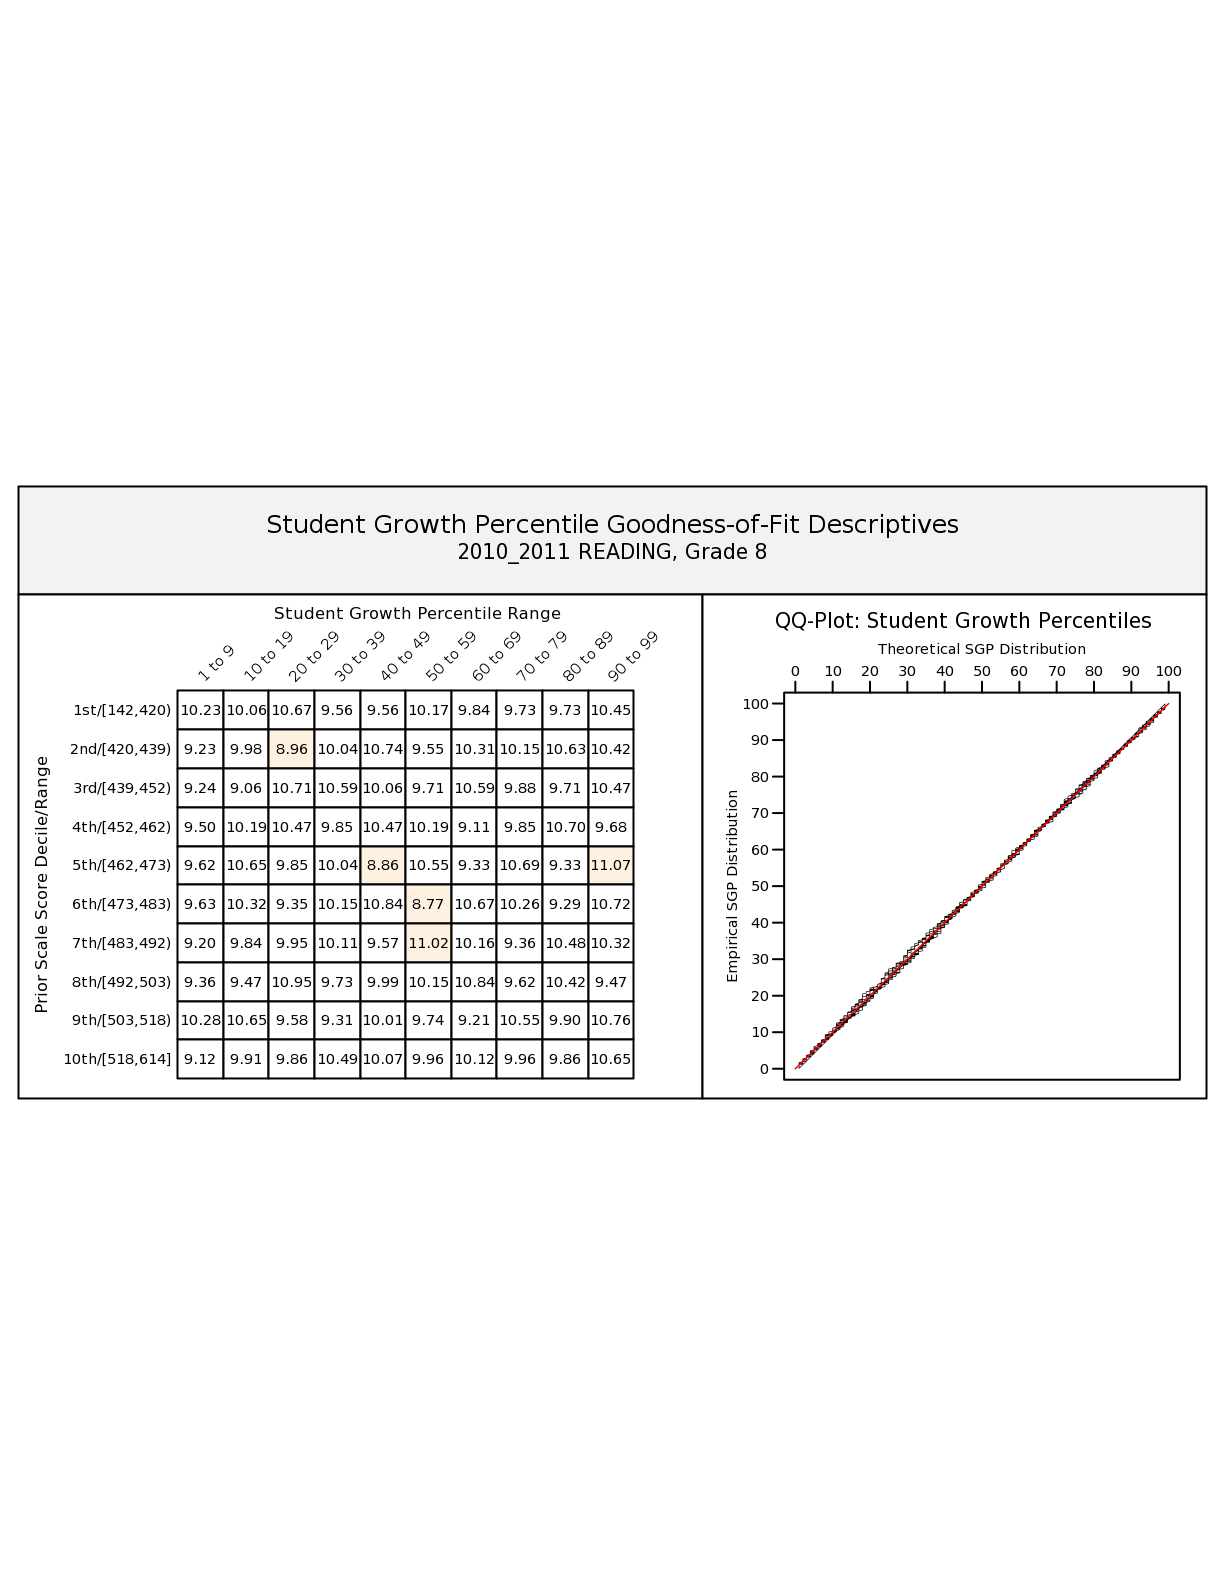 Student Growth Percentile Goodness-of-Fit Descriptives
2010_2011 READING, Grade 8
Student Growth Percentile Range
1 to 9 10 to 19 20 to 29 30 to 39 40 to 49 50 to 59 60 to 69 70 to 79 80 to 89 90 to 99
Prior Scale Score Decile/Range
1st/[142,420) 10.23 10.06 10.67 9.56 9.56 10.17 9.84 9.73 9.73 10.45
2nd/[420,439) 9.23 9.98 8.96 10.04 10.74 9.55 10.31 10.15 10.63 10.42
3rd/[439,452) 9.24 9.06 10.71 10.59 10.06 9.71 10.59 9.88 9.71 10.47
4th/[452,462) 9.50 10.19 10.47 9.85 10.47 10.19 9.11 9.85 10.70 9.68
5th/[462,473) 9.62 10.65 9.85 10.04 8.86 10.55 9.33 10.69 9.33 11.07
6th/[473,483) 9.63 10.32 9.35 10.15 10.84 8.77 10.67 10.26 9.29 10.72
7th/[483,492) 9.20 9.84 9.95 10.11 9.57 11.02 10.16 9.36 10.48 10.32
8th/[492,503) 9.36 9.47 10.95 9.73 9.99 10.15 10.84 9.62 10.42 9.47
9th/[503,518) 10.28 10.65 9.58 9.31 10.01 9.74 9.21 10.55 9.90 10.76
10th/[518,614] 9.12 9.91 9.86 10.49 10.07 9.96 10.12 9.96 9.86 10.65
QQ-Plot: Student Growth Percentiles
Theoretical SGP Distribution
0 10 20 30 40 50 60 70 80 90 100
Empirical SGP Distribution
100
90
80
70
60
50
40
30
20
10
0